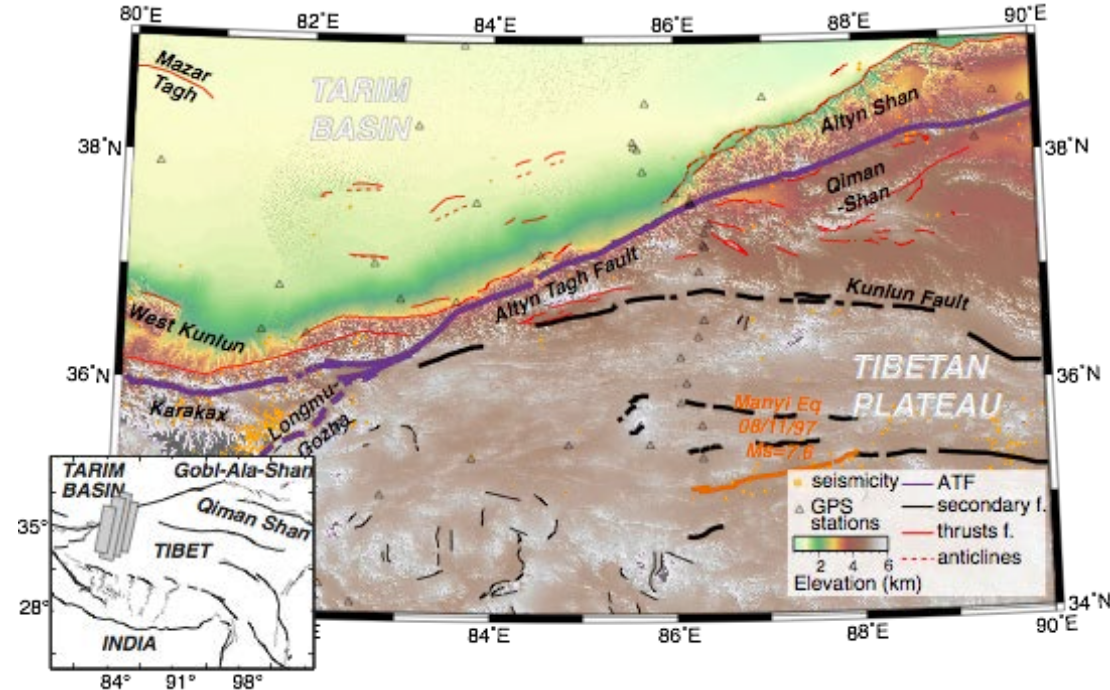 80°E
82°E
84°E
86°E
88°E
90°E
Mazar
Tagh
TARIM
BASIN
Altyn Shan
38°N
38°N
Qiman
-Shan
Altyn Tagh Fault
Kunlun Fault
West Kunlun
36°N
36°N
TIBETAN
PLATEAU
Karakax
Longmu-
Gozha
Manyi Eq
08/11/97
Ms=7.6
seismicity
GPS
stations
2 4 6
Elevation (km)
ATF
secondary f.
thrusts f.
anticlines
TARIM
BASIN
Gobl-Ala-Shan
Qiman Shan
35°
TIBET
28°
INDIA
84° 91° 98°
34°N
E
84°E
86°E
88°E
90°E